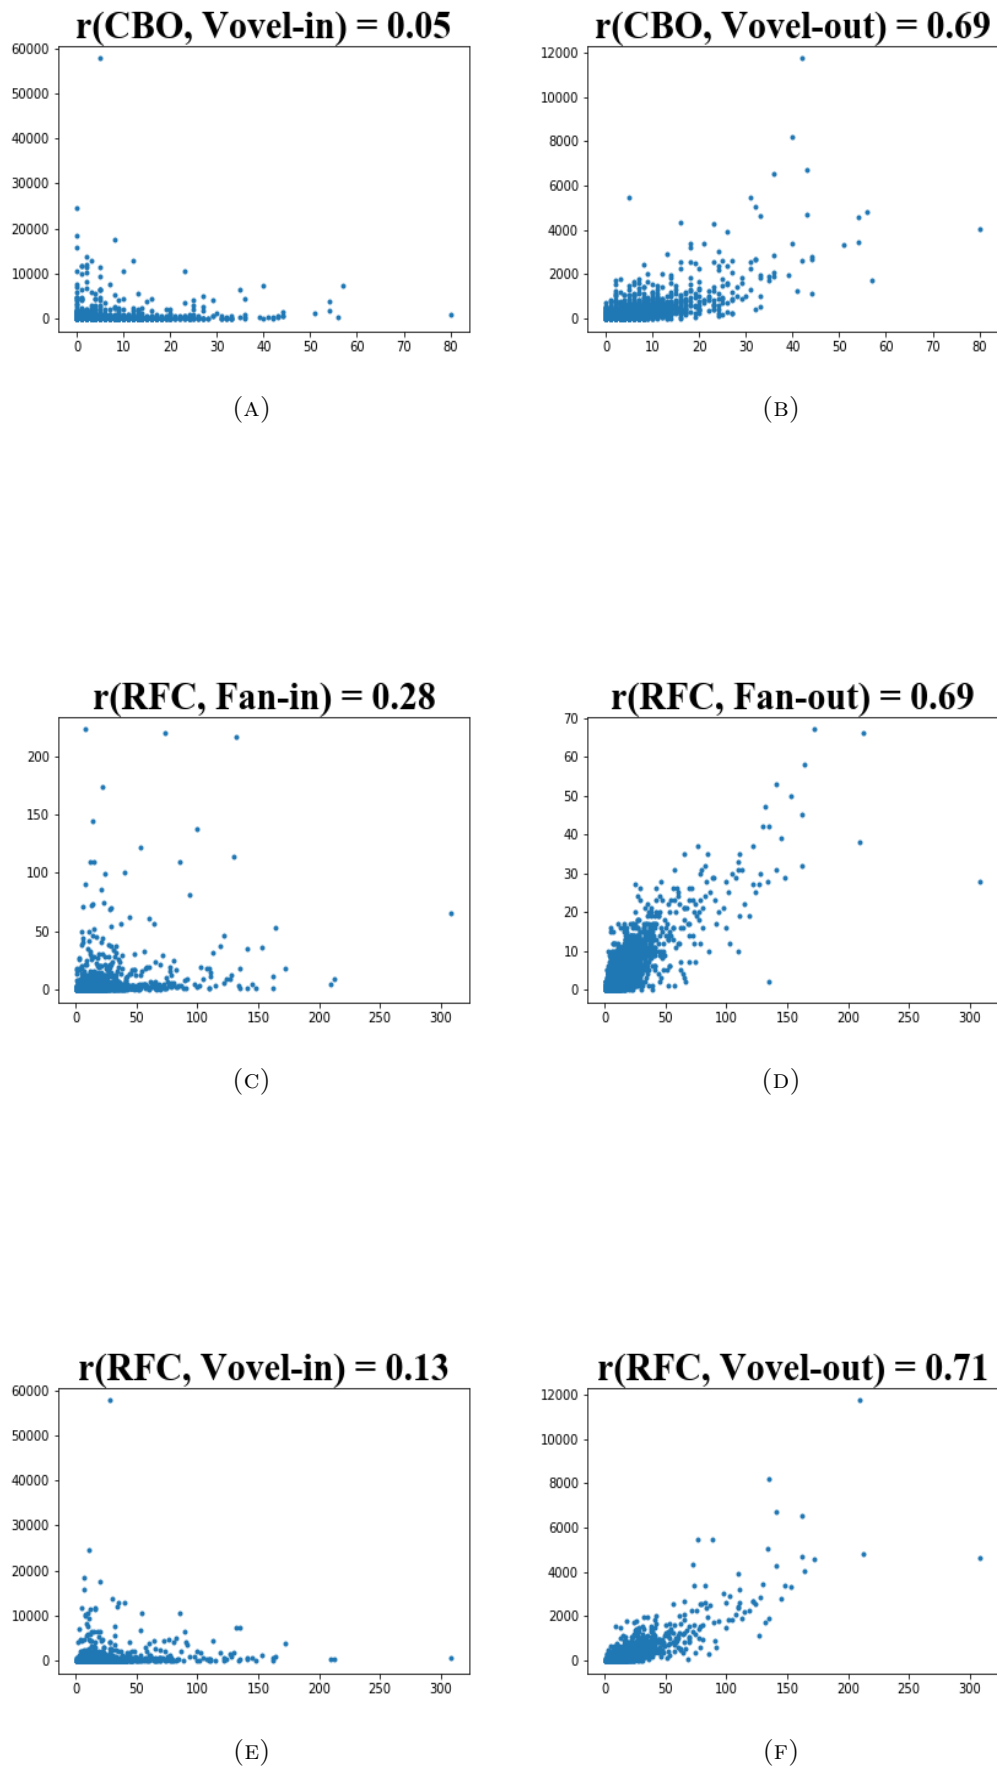 r(CBO, Vovel-in) = 0.05
60000
50000
40000
30000
20000
10000
0
0 10 20 30 40 50 60 70 80
(A)
r(CBO, Vovel-out) = 0.69
12000
10000
8000
6000
4000
2000
0
0 10 20 30 40 50 60 70 80
(B)
r(RFC, Fan-in) = 0.28
200
150
100
50
0
0 50 100 150 200 250 300
(C)
r(RFC, Fan-out) = 0.69
70
60
50
40
30
20
10
0
0 50 100 150 200 250 300
(D)
r(RFC, Vovel-in) = 0.13
60000
50000
40000
30000
20000
10000
0
0 50 100 150 200 250 300
(E)
r(RFC, Vovel-out) = 0.71
12000
10000
8000
6000
4000
2000
0
0 50 100 150 200 250 300
(F)